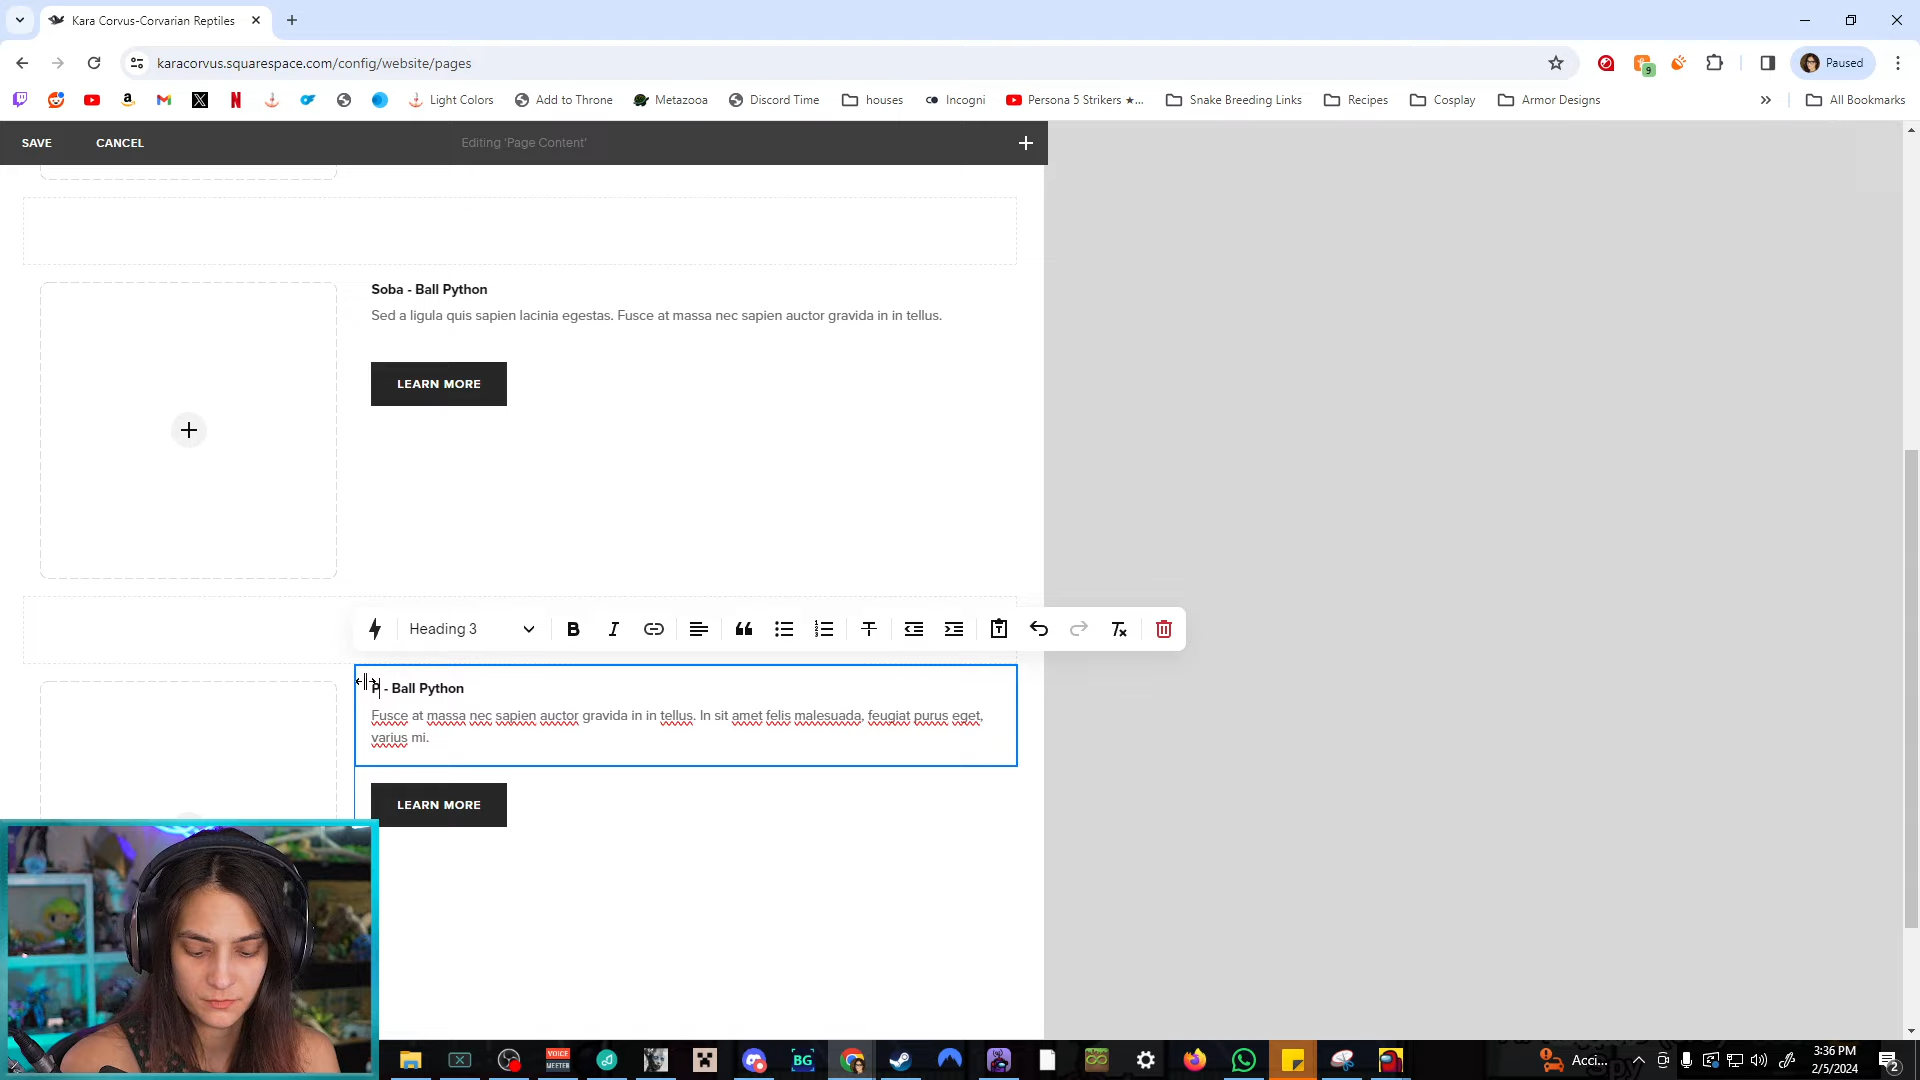 Kara Corvus-Corvarian Reptiles
karacorvus.squarespace.com/config/website/pages
9
Paused
Light Colors
Add to Throne
Metazooa
Discord Time
houses
Incogni
Persona 5 Strikers ★...
Snake Breeding Links
Recipes
Cosplay
Armor Designs
All Bookmarks
SAVE
CANCEL
Editing 'Page Content'
Soba - Ball Python
Sed a ligula quis sapien lacinia egestas. Fusce at massa nec sapien auctor gravida in in tellus.
LEARN MORE
Heading 3
P - Ball Python
Fusce at massa nec sapien auctor gravida in in tellus. In sit amet felis malesuada, feugiat purus eget,
varius mi.
LEARN MORE
VOICE
MEETER
BG
Acci...
3:36 PM
2/5/2024
2